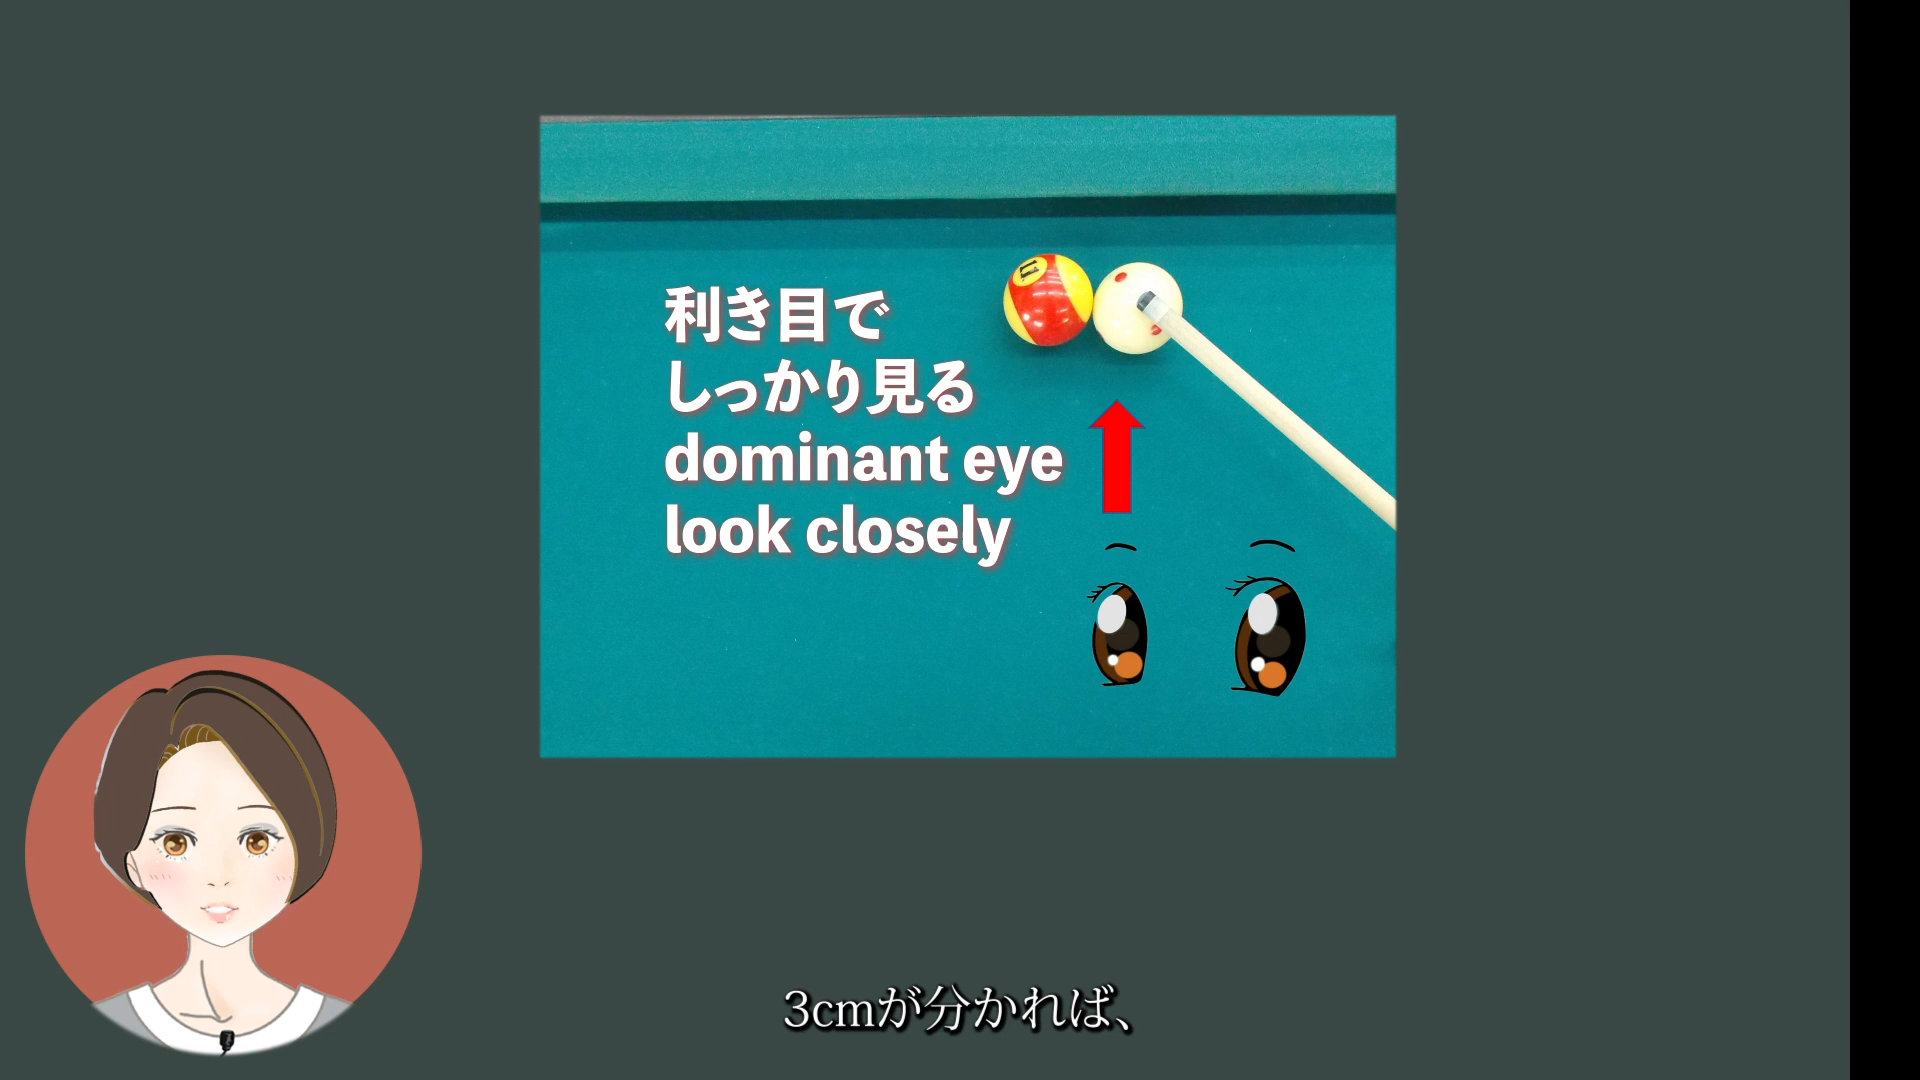 利き目で
しっかり見る
dominant eye
look closely
3cmが分かれば、